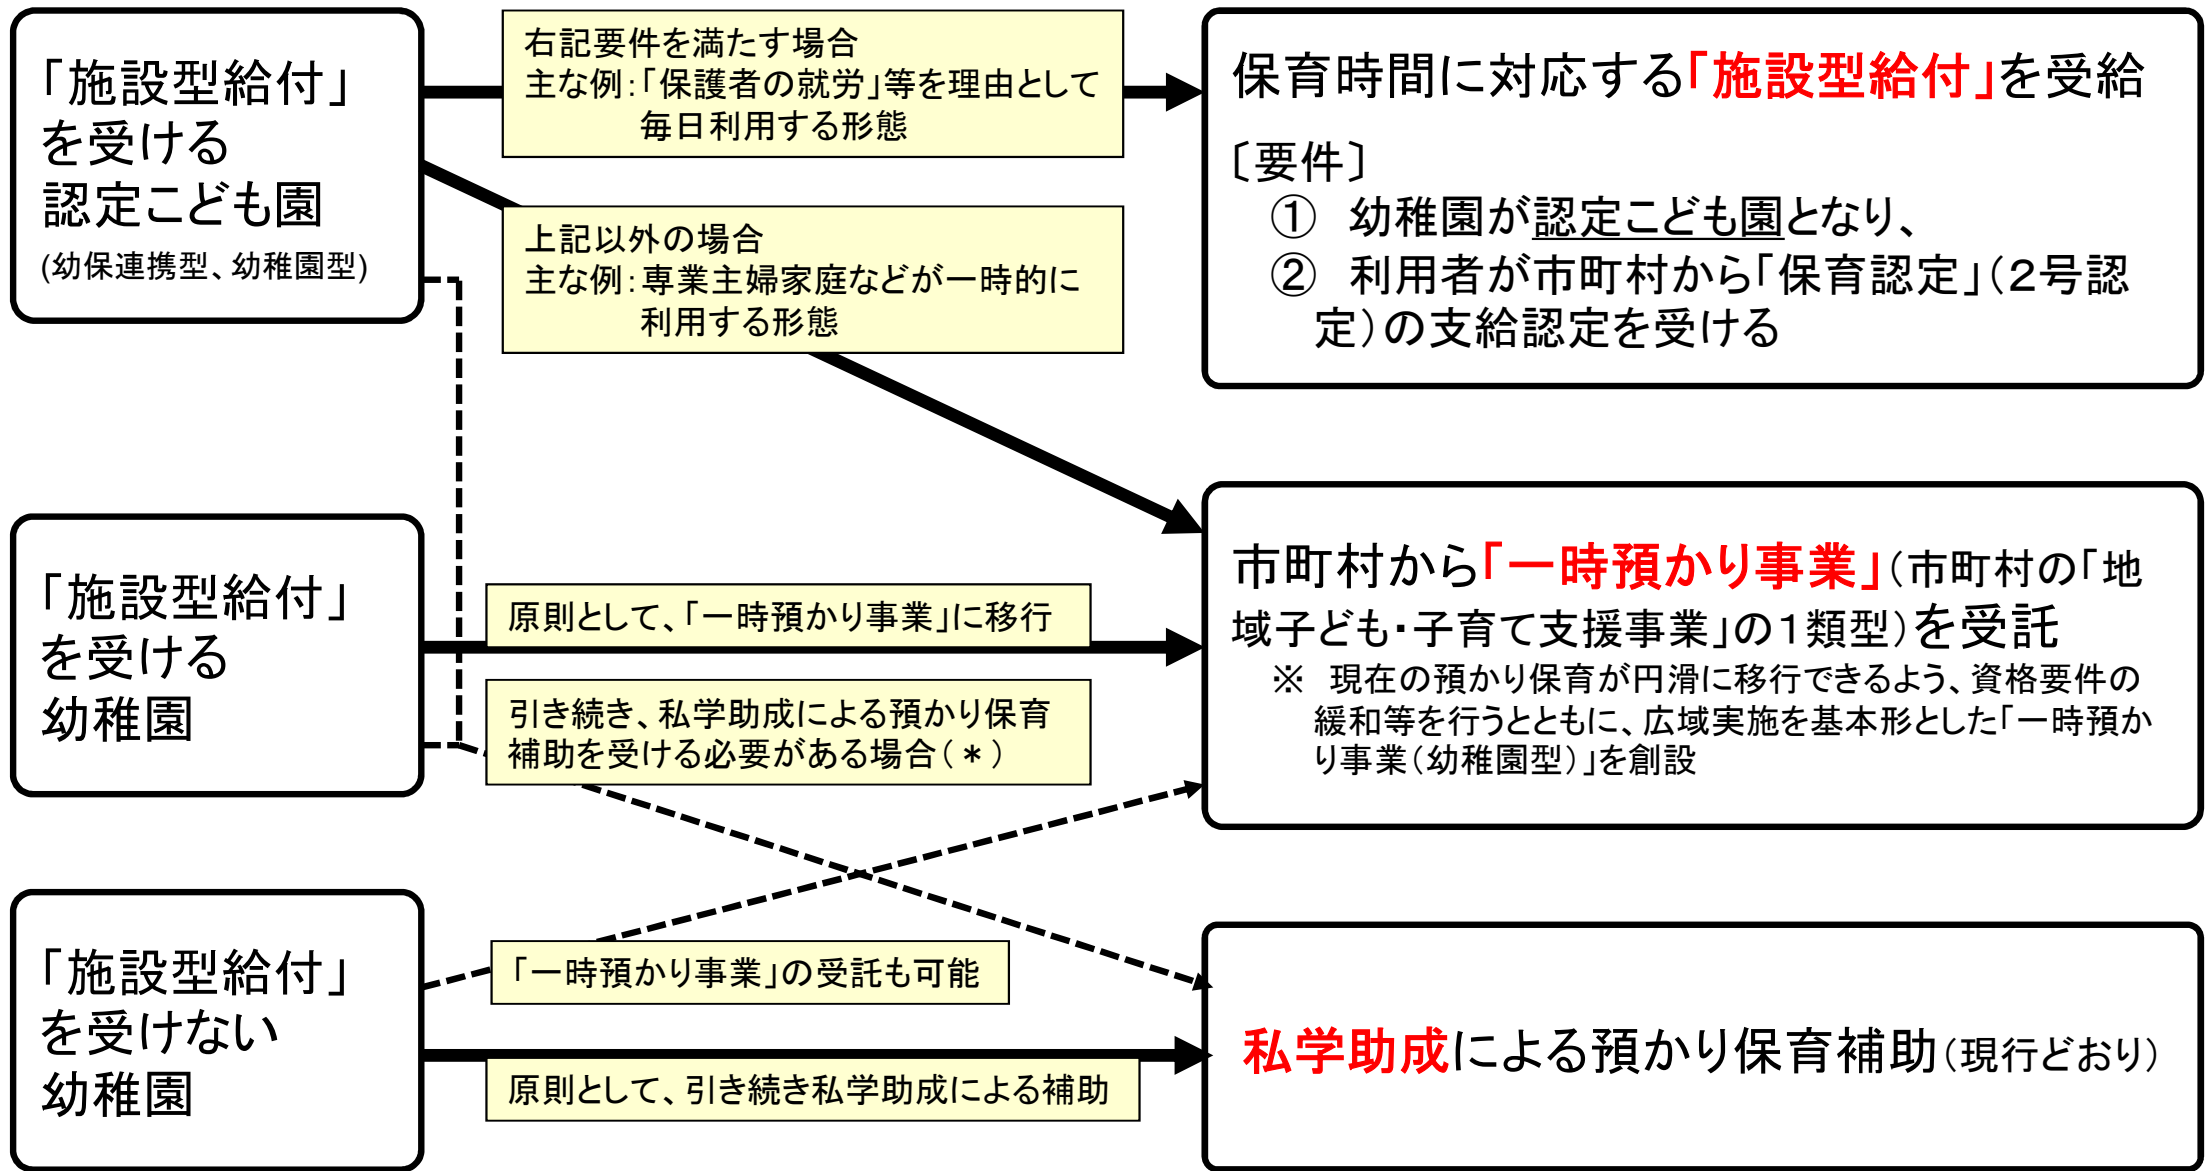 「施設型給付」
を受ける
認定こども園
(幼保連携型、幼稚園型)
右記要件を満たす場合
主な例：「保護者の就労」等を理由として
毎日利用する形態
上記以外の場合
主な例：専業主婦家庭などが一時的に
利用する形態
保育時間に対応する「施設型給付」を受給
〔要件〕
①　幼稚園が認定こども園となり、
②　利用者が市町村から「保育認定」（２号認
定）の支給認定を受ける
「施設型給付」
を受ける
幼稚園
原則として、「一時預かり事業」に移行
引き続き、私学助成による預かり保育
補助を受ける必要がある場合（＊）
市町村から「一時預かり事業」（市町村の「地
域子ども・子育て支援事業」の１類型）を受託
※　現在の預かり保育が円滑に移行できるよう、資格要件の
緩和等を行うとともに、広域実施を基本形とした「一時預か
り事業（幼稚園型）」を創設
「施設型給付」
を受けない
幼稚園
「一時預かり事業」の受託も可能
原則として、引き続き私学助成による補助
私学助成による預かり保育補助（現行どおり）